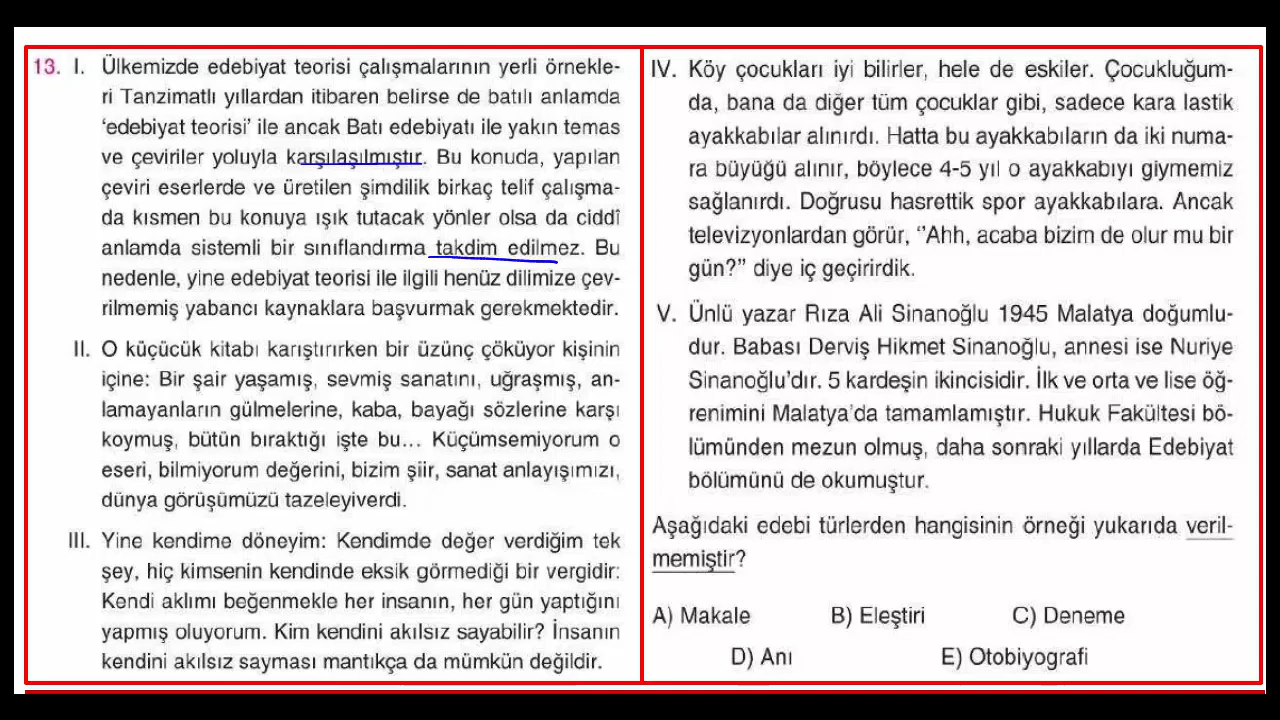 13. I. Ülkemizde edebiyat teorisi çalışmalarının yerli örnekle-
ri Tanzimatlı yıllardan itibaren belirse de batılı anlamda
‘edebiyat teorisi’ ile ancak Batı edebiyatı ile yakın temas
ve çeviriler yoluyla karşılaşılmıştır. Bu konuda, yapılan
çeviri eserlerde ve üretilen şimdilik birkaç telif çalışma-
da kısmen bu konuya ışık tutacak yönler olsa da ciddî
anlamda sistemli bir sınıflandırma takdim edilmez. Bu
nedenle, yine edebiyat teorisi ile ilgili henüz dilimize çev-
rilmemiş yabancı kaynaklara başvurmak gerekmektedir.
II. O küçücük kitabı karıştırırken bir üzünç çöküyor kişinin
içine: Bir şair yaşamış, sevmiş sanatını, uğraşmış, an-
lamayanların gülmelerine, kaba, bayağı sözlerine karşı
koymuş, bütün bıraktığı işte bu... Küçümsemiyorum o
eseri, bilmiyorum değerini, bizim şiir, sanat anlayışımızı,
dünya görüşümüzü tazeleyiverdi.
III. Yine kendime döneyim: Kendimde değer verdiğim tek
şey, hiç kimsenin kendinde eksik görmediği bir vergidir:
Kendi aklımı beğenmekle her insanın, her gün yaptığını
yapmış oluyorum. Kim kendini akılsız sayabilir? İnsanın
kendini akılsız sayması mantıkça da mümkün değildir.
IV. Köy çocukları iyi bilirler, hele de eskiler. Çocukluğum-
da, bana da diğer tüm çocuklar gibi, sadece kara lastik
ayakkabılar alınırdı. Hatta bu ayakkabıların da iki numa-
ra büyüğü alınır, böylece 4-5 yıl o ayakkabıyı giymemiz
sağlanırdı. Doğrusu hasrettik spor ayakkabılara. Ancak
televizyonlardan görür, “Ahh, acaba bizim de olur mu bir
gün?” diye iç geçirirdik.
V. Ünlü yazar Rıza Ali Sinanoğlu 1945 Malatya doğumlu-
dur. Babası Derviş Hikmet Sinanoğlu, annesi ise Nuriye
Sinanoğlu’dır. 5 kardeşin ikincisidir. İlk ve orta ve lise öğ-
renimini Malatya’da tamamlamıştır. Hukuk Fakültesi bö-
lümünden mezun olmuş, daha sonraki yıllarda Edebiyat
bölümünü de okumuştur.
Aşağıdaki edebi türlerden hangisinin örneği yukarıda veril-
memiştir?
A) Makale B) Eleştiri C) Deneme
D) Anı E) Otobiyografi